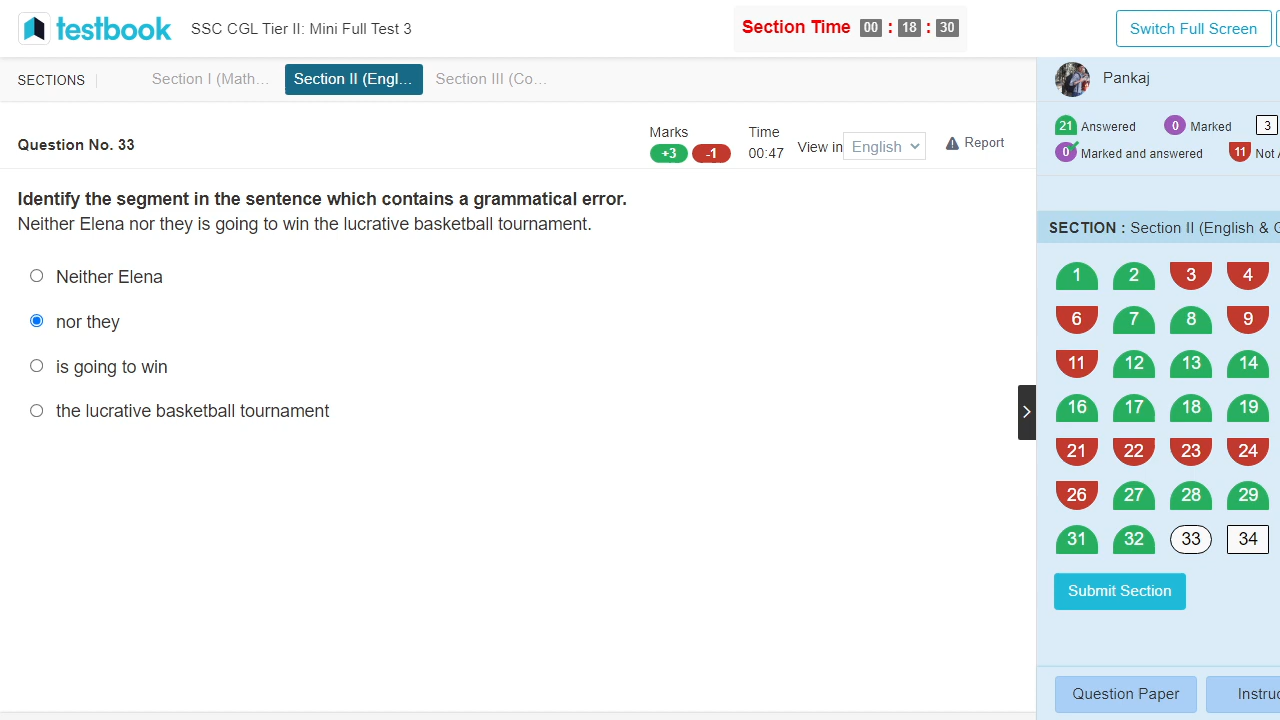 testbook
SSC CGL Tier II: Mini Full Test 3
Section Time 00 : 18 : 30
Switch Full Screen
SECTIONS
Section I (Math...
Section II (Engl...
Section III (Co...
Pankaj
21 Answered
0 Marked
3
0 Marked and answered
11 Not
Question No. 33
Marks
+3 -1
Time
00:47
View in English
Report
SECTION : Section II (English &
Identify the segment in the sentence which contains a grammatical error.
Neither Elena nor they is going to win the lucrative basketball tournament.
Neither Elena
nor they
is going to win
the lucrative basketball tournament
1 2 3 4
6 7 8 9
11 12 13 14
16 17 18 19
21 22 23 24
26 27 28 29
31 32 33 34
Submit Section
Question Paper
Instruc